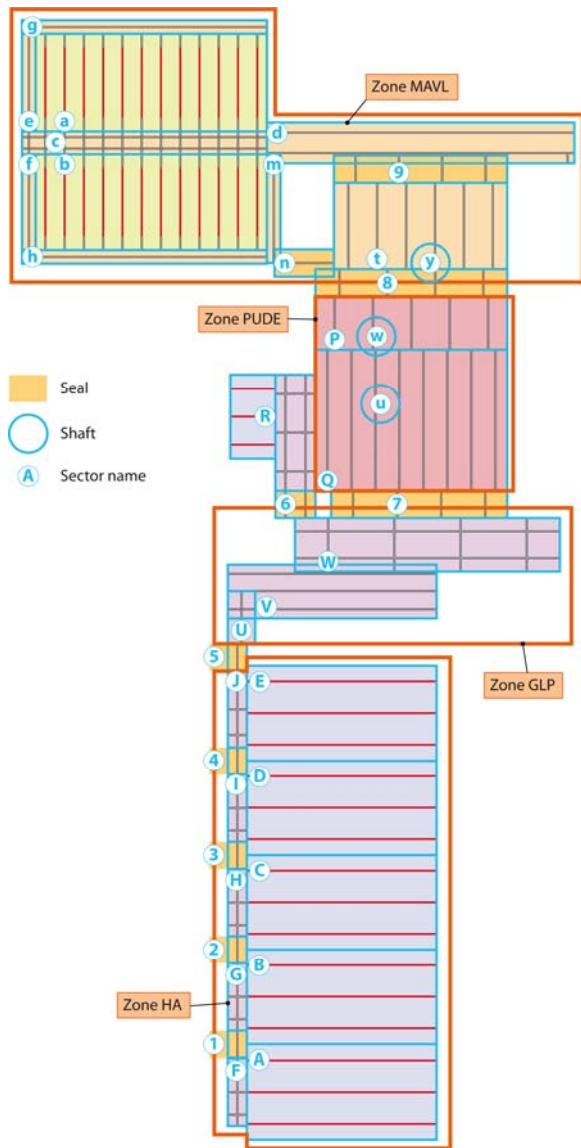 g
Zone MAVL
e
a
d
c
f
b
m
9
h
n
t
y
8
Zone PUDE
P
w
Seal
u
Shaft
R
A
Sector name
Q
6
7
W
V
U
5
Zone GLP
J
E
4
D
I
3
C
H
2
B
G
Zone HA
1
A
F